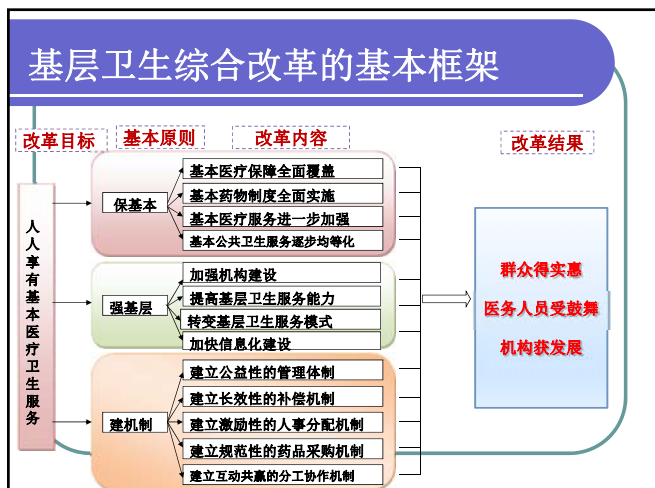 基层卫生综合改革的基本框架
改革目标
基本原则
改革内容
改革结果
人人享有基本医疗卫生服务
保基本
基本医疗保障全面覆盖
基本药物制度全面实施
基本医疗服务进一步加强
基本公共卫生服务逐步均等化
强基层
加强机构建设
提高基层卫生服务能力
转变基层卫生服务模式
加快信息化建设
建机制
建立公益性的管理体制
建立长效性的补偿机制
建立激励性的人事分配机制
建立规范性的药品采购机制
建立互动共赢的分工协作机制
群众得实惠
医务人员受鼓舞
机构获发展